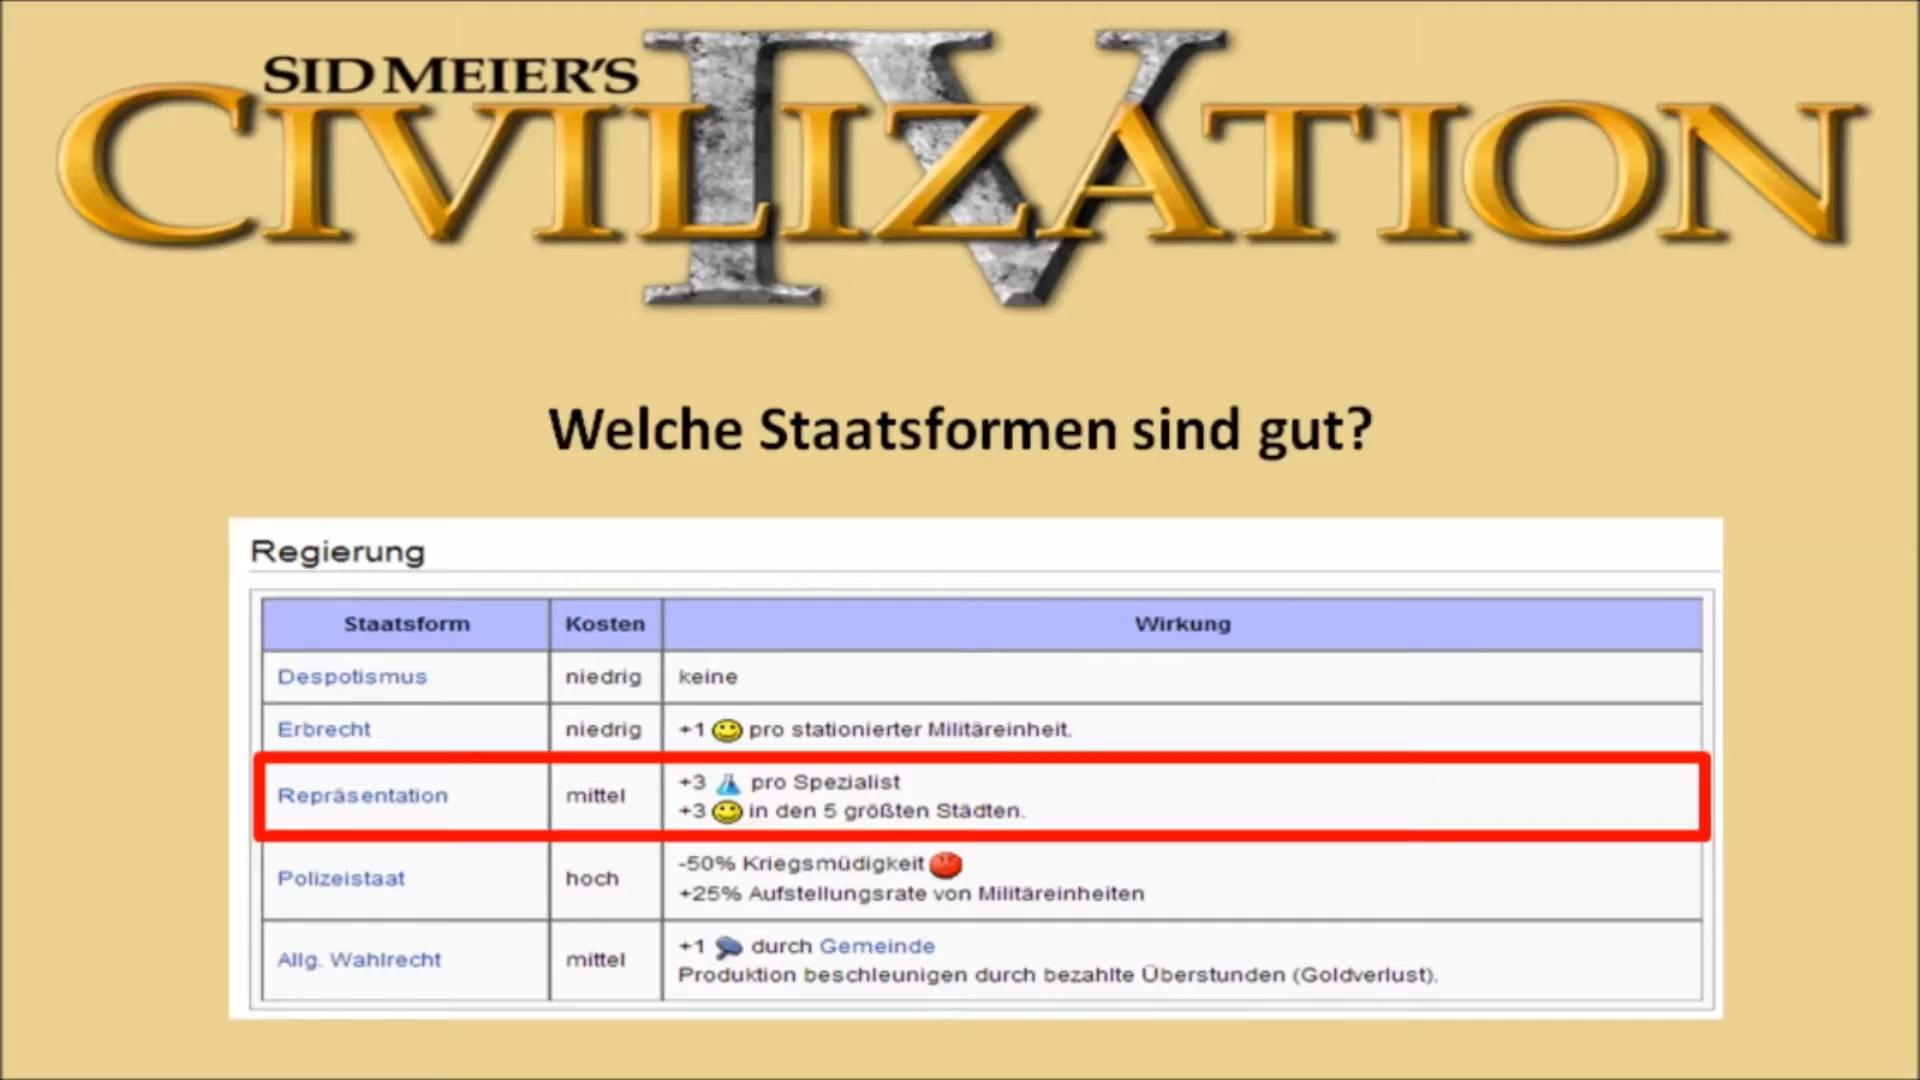 SID MEIER'S
IV
CIVILIZATION
Welche Staatsformen sind gut?
Regierung
Staatsform Kosten Wirkung
Despotismus niedrig keine
Erbrecht niedrig +1 pro stationierter Militäreinheit.
Repräsentation mittel +3 pro Spezialist
+3 in den 5 größten Städten.
Polizeistaat hoch -50% Kriegsmüdigkeit
+25% Aufstellungsrate von Militäreinheiten
Allg. Wahlrecht mittel +1 durch Gemeinde
Produktion beschleunigen durch bezahlte Überstunden (Goldverlust).